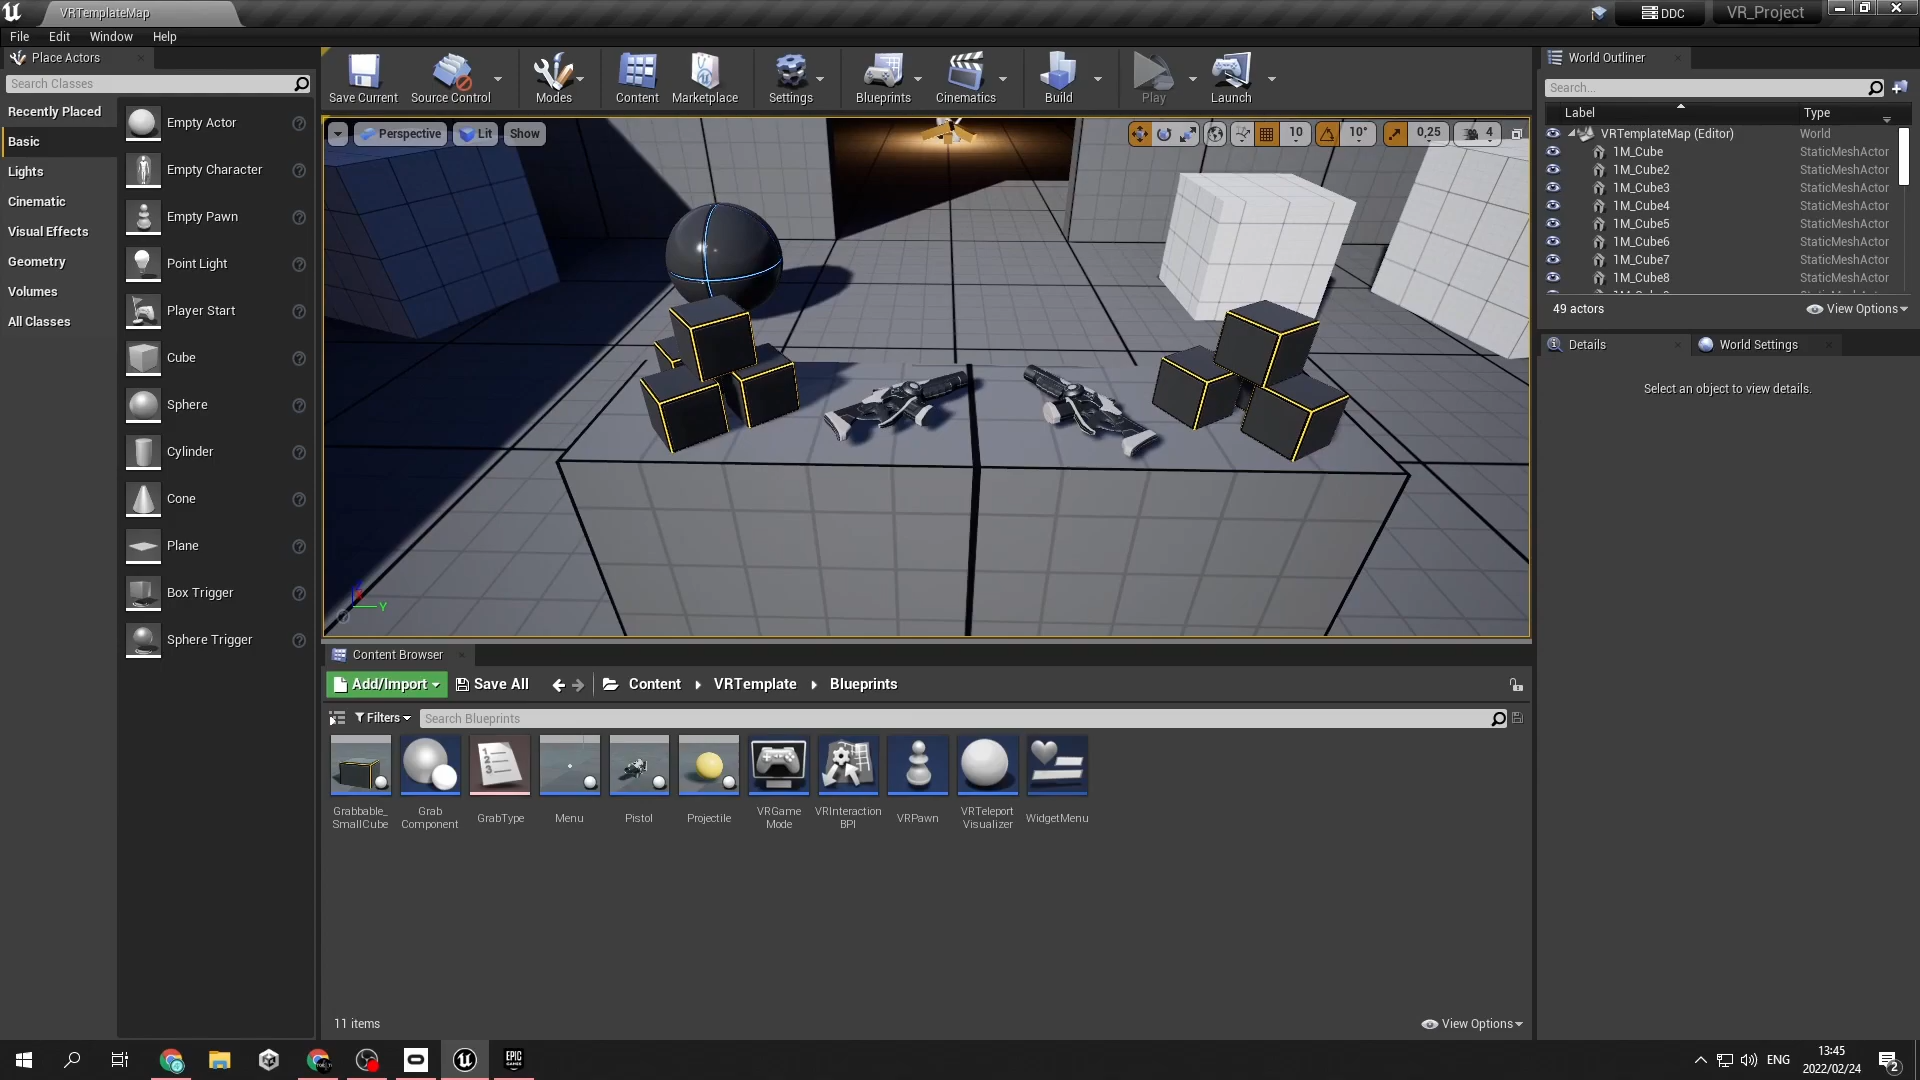 VRTemplateMap
DDC
VR_Project
File
Edit
Window
Help
Place Actors
Search Classes
Recently Placed
Basic
Lights
Cinematic
Visual Effects
Geometry
Volumes
All Classes
Empty Actor
Empty Character
Empty Pawn
Point Light
Player Start
Cube
Sphere
Cylinder
Cone
Plane
Box Trigger
Sphere Trigger
Save Current
Source Control
Modes
Content
Marketplace
Settings
Blueprints
Cinematics
Build
Play
Launch
Perspective
Lit
Show
10
10°
0,25
4
Y
World Outliner
Search...
Label
Type
VRTemplateMap (Editor)
World
1M_Cube
StaticMeshActor
1M_Cube2
StaticMeshActor
1M_Cube3
StaticMeshActor
1M_Cube4
StaticMeshActor
1M_Cube5
StaticMeshActor
1M_Cube6
StaticMeshActor
1M_Cube7
StaticMeshActor
1M_Cube8
StaticMeshActor
49 actors
View Options
Details
World Settings
Select an object to view details.
Content Browser
Add/Import
Save All
Content
VRTemplate
Blueprints
Filters
Search Blueprints
Grabbable_
SmallCube
Grab
Component
GrabType
Menu
Pistol
Projectile
VRGame
Mode
VRInteraction
BPI
VRPawn
VRTeleport
Visualizer
WidgetMenu
11 items
View Options
EPIC
GAMES
ENG
13:45
2022/02/24
2